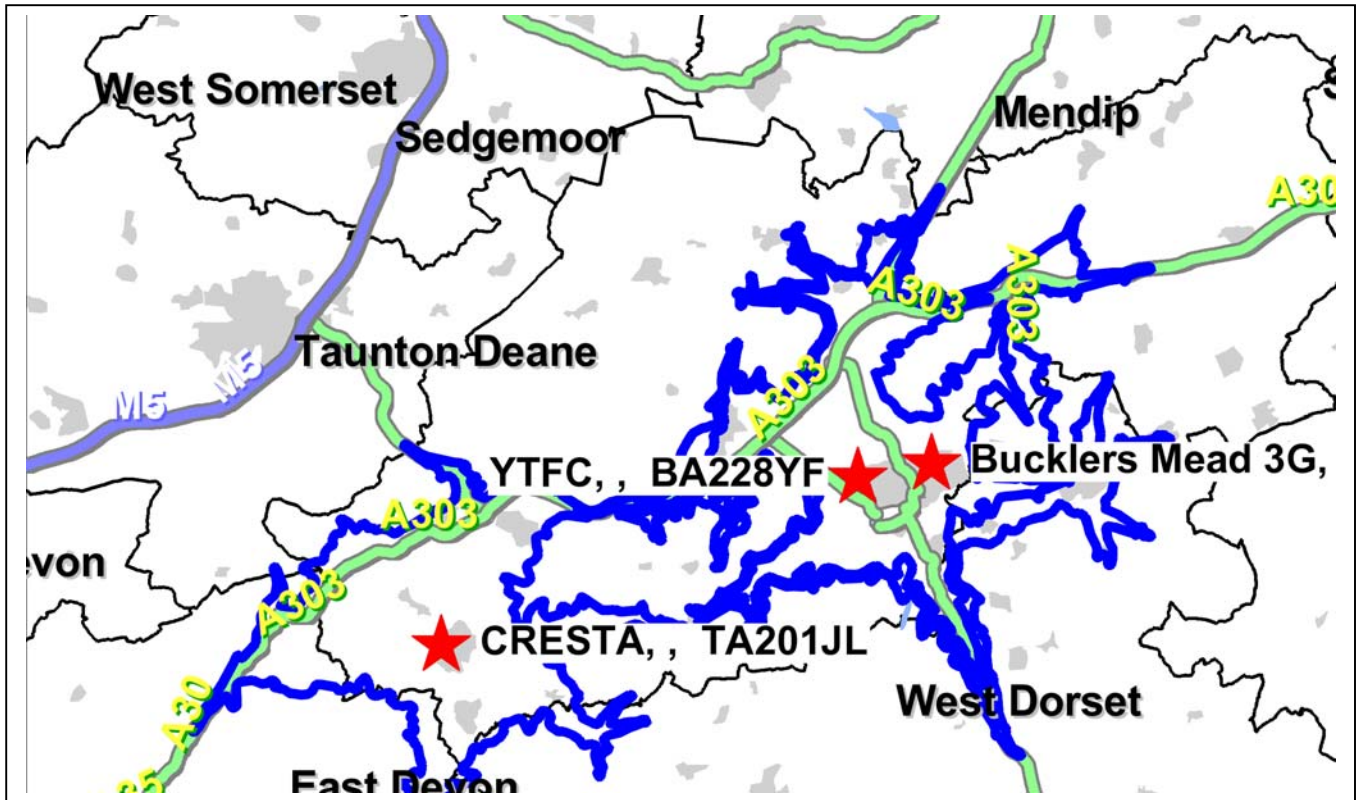 West Somerset
Sedgemoor
Mendip
A30
A303
A303
Taunton Deane
M5
M5
A303
YTFC, , BA228YF
Bucklers Mead 3G,
A303
evon
A303
CRESTA, , TA201JL
A30
West Dorset
East Devon